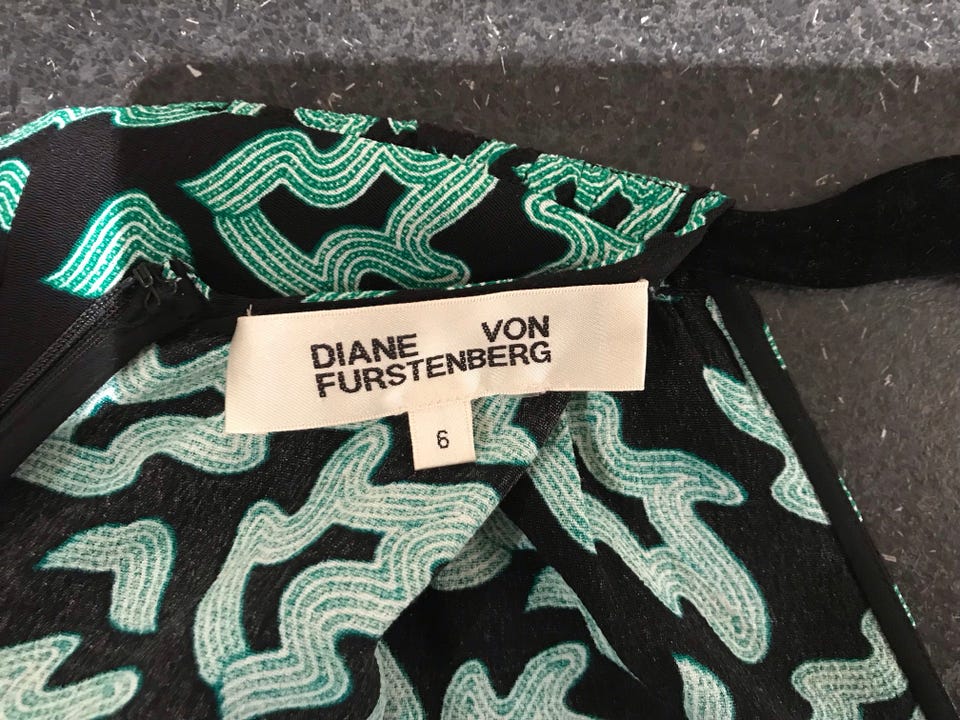 DIANE VON
FURSTENBERG
6